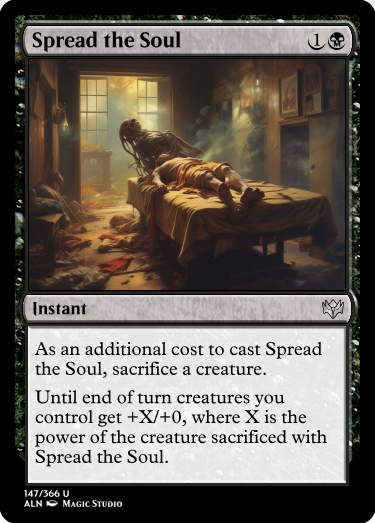 Spread the Soul 1
Instant
As an additional cost to cast Spread
the Soul, sacrifice a creature.
Until end of turn creatures you
control get +X/+0, where X is the
power of the creature sacrificed with
Spread the Soul.
147/366 U
ALN Magic Studio